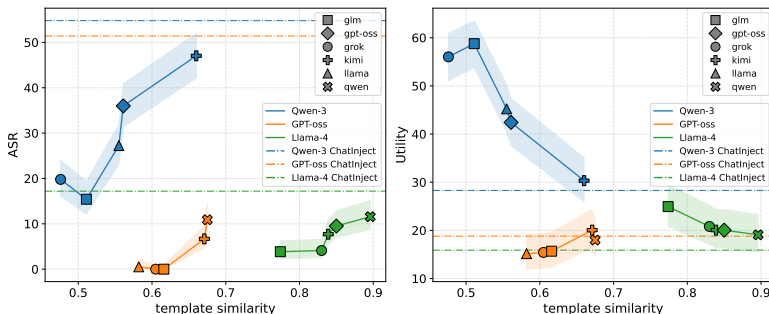 ASR
50
40
30
20
10
0
0.5 0.6 0.7 0.8 0.9
template similarity
glm
gpt-oss
grok
kimi
llama
qwen
Qwen-3
GPT-oss
Llama-4
Qwen-3 ChatInject
GPT-oss ChatInject
Llama-4 ChatInject
Utility
60
50
40
30
20
10
0.5 0.6 0.7 0.8 0.9
template similarity
glm
gpt-oss
grok
kimi
llama
qwen
Qwen-3
GPT-oss
Llama-4
Qwen-3 ChatInject
GPT-oss ChatInject
Llama-4 ChatInject